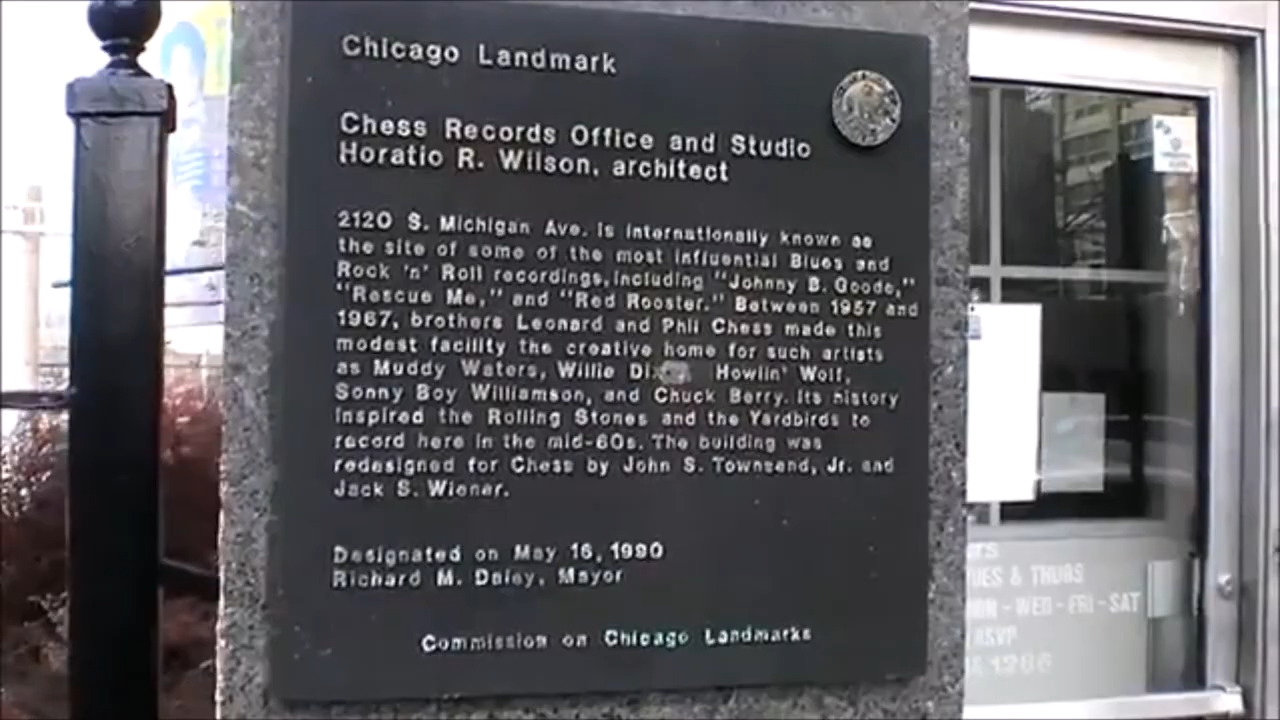 Chicago Landmark
Chess Records Office and Studio
Horatio R. Wilson, architect
2120 S. Michigan Ave. is internationally known as
the site of some of the most influential Blues and
Rock 'n' Roll recordings, including "Johnny B. Goode,"
"Rescue Me," and "Red Rooster." Between 1957 and
1967, brothers Leonard and Phil Chess made this
modest facility the creative home for such artists
as Muddy Waters, Willie Howlin' Wolf,
Sonny Boy Williamson, and Chuck Berry. Its history
inspired the Rolling Stones and the Yardbirds to
record here in the mid-60s. The building was
redesigned for Chess by John S. Townsend, Jr. and
Jack S. Wiener.
Designated on May 16, 1990
Richard M. Daley, Mayor
Commission on Chicago Landmarks
& THURS
WED - FRI - SAT
RSVP